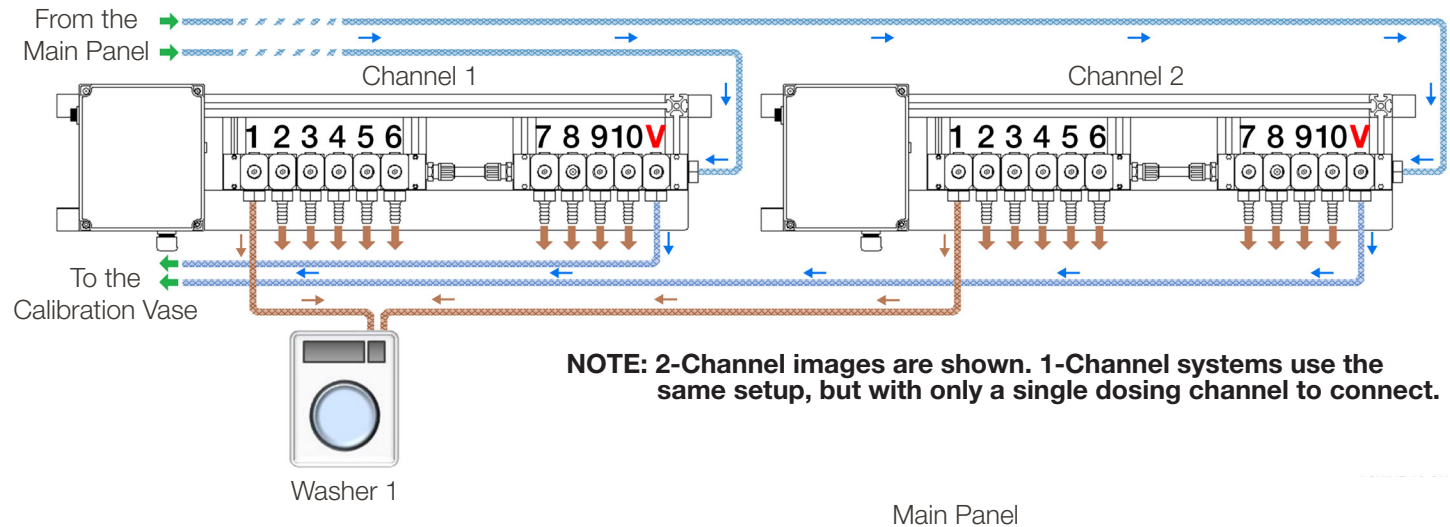 From the
Main Panel
Channel 1
Channel 2
1 2 3 4 5 6
7 8 9 10 V
1 2 3 4 5 6
7 8 9 10 V
To the
Calibration Vase
NOTE: 2-Channel images are shown. 1-Channel systems use the
same setup, but with only a single dosing channel to connect.
Washer 1
Main Panel